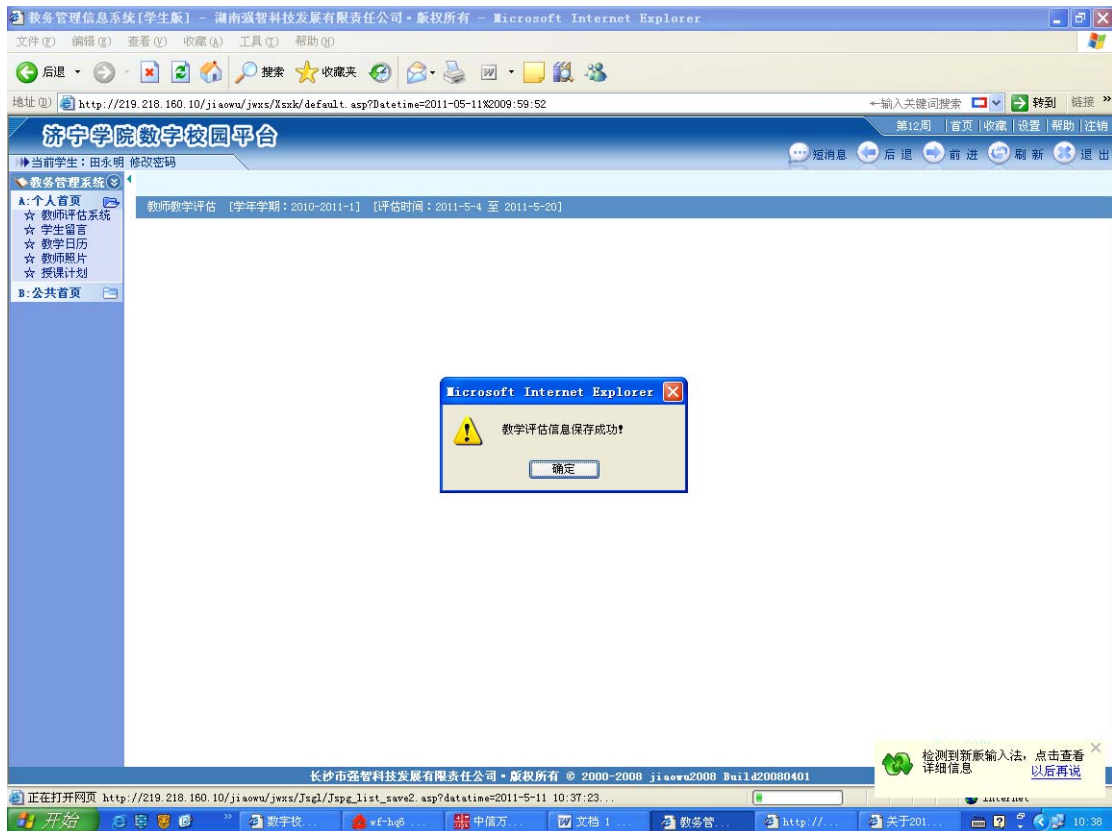 教务管理信息系统[学生版] - 湖南强智科技发展有限责任公司·版权所有 - Microsoft Internet Explorer
文件(F) 编辑(E) 查看(V) 收藏(A) 工具(T) 帮助(H)
后退 搜索 收藏夹
地址(D) http://219.218.160.10/jiaowu/jwxs/Xsxk/default.asp?Datetime=2011-05-11%2009:59:52 ←输入关键词搜索 转到 链接 »
济宁学院数字校园平台
第12周 |首页|收藏|设置|帮助|注销
当前学生：田永明 修改密码
短消息 后退 前进 刷新 退出
教务管理系统
A:个人首页
☆ 教师评估系统
☆ 学生留言
☆ 教学日历
☆ 教师照片
☆ 授课计划
B:公共首页
教师教学评估 [学年学期：2010-2011-1] [评估时间：2011-5-4 至 2011-5-20]
Microsoft Internet Explorer
教学评估信息保存成功!
确定
检测到新版输入法，点击查看
详细信息 以后再说
长沙市强智科技发展有限责任公司·版权所有 © 2000-2008 jiaowu2008 Build20080401
正在打开网页 http://219.218.160.10/jiaowu/jwxs/Jsgl/Jspg_list_save2.asp?datatime=2011-5-11 10:37:23...
Internet
开始 » 数字校... wf-hq6 ... 中信万... 文档 1 ... 教务管... http://... 关于201... 10:38